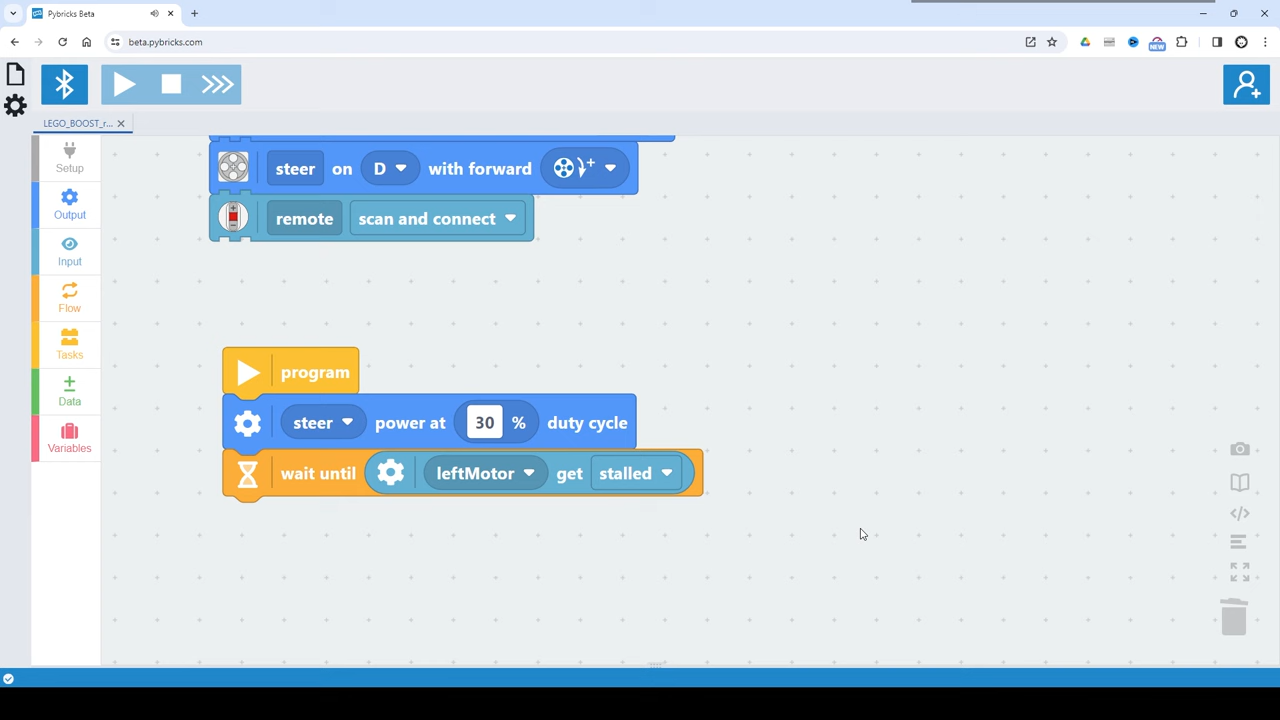 Pybricks Beta
beta.pybricks.com
NEW
LEGO_BOOST_r...
Setup
Output
Input
Flow
Tasks
Data
Variables
steer on D with forward
remote scan and connect
program
steer power at 30 % duty cycle
wait until leftMotor get stalled